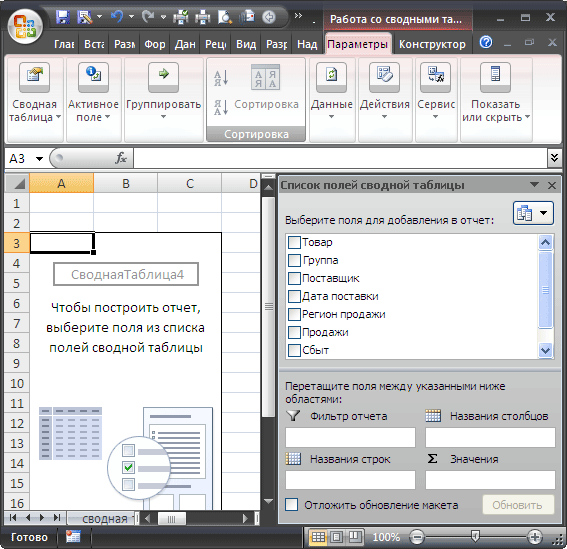 Работа со сводными та...
Глав Вста Разм Фор Дан Реце Вид Разр Над Параметры Конструктор
Сводная таблица
Активное поле
Группировать
Сортировка
Сортировка
Данные
Действия
Сервис
Показать или скрыть
A3
fx
A B C D
1
2
3
4
5
6
7
8
9
10
11
12
13
14
15
16
СводнаяТаблица4
Чтобы построить отчет,
выберите поля из списка
полей сводной таблицы
Список полей сводной таблицы
Выберите поля для добавления в отчет:
Товар
Группа
Поставщик
Дата поставки
Регион продажи
Продажи
Сбыт
Перетащите поля между указанными ниже
областями:
Фильтр отчета
Названия столбцов
Названия строк
Σ Значения
Отложить обновление макета
Обновить
сводная
Готово
100%